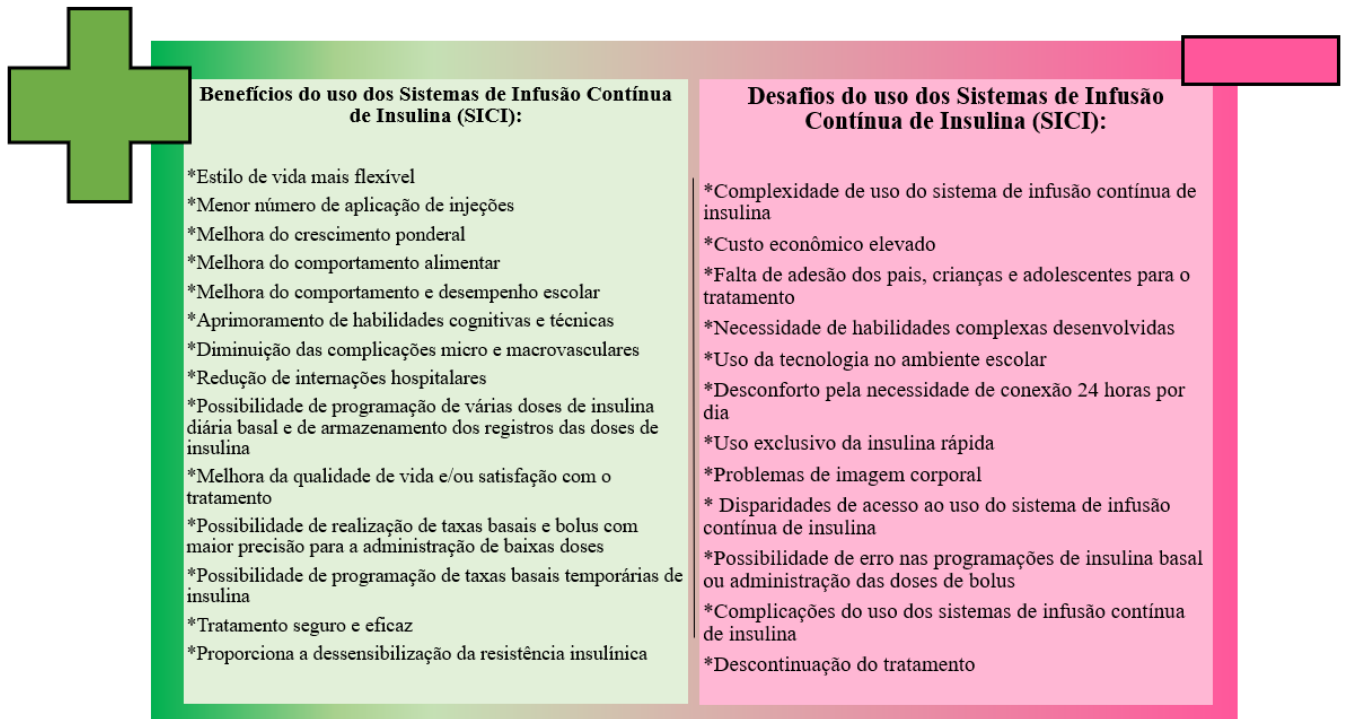 Benefícios do uso dos Sistemas de Infusão Contínua
de Insulina (SICI):
*Estilo de vida mais flexível
*Menor número de aplicação de injeções
*Melhora do crescimento ponderal
*Melhora do comportamento alimentar
*Melhora do comportamento e desempenho escolar
*Aprimoramento de habilidades cognitivas e técnicas
*Diminuição das complicações micro e macrovasculares
*Redução de internações hospitalares
*Possibilidade de programação de várias doses de insulina
diária basal e de armazenamento dos registros das doses de
insulina
*Melhora da qualidade de vida e/ou satisfação com o
tratamento
*Possibilidade de realização de taxas basais e bolus com
maior precisão para a administração de baixas doses
*Possibilidade de programação de taxas basais temporárias de
insulina
*Tratamento seguro e eficaz
*Proporciona a dessensibilização da resistência insulínica
Desafios do uso dos Sistemas de Infusão
Contínua de Insulina (SICI):
*Complexidade de uso do sistema de infusão contínua de
insulina
*Custo econômico elevado
*Falta de adesão dos pais, crianças e adolescentes para o
tratamento
*Necessidade de habilidades complexas desenvolvidas
*Uso da tecnologia no ambiente escolar
*Desconforto pela necessidade de conexão 24 horas por
dia
*Uso exclusivo da insulina rápida
*Problemas de imagem corporal
* Disparidades de acesso ao uso do sistema de infusão
contínua de insulina
*Possibilidade de erro nas programações de insulina basal
ou administração das doses de bolus
*Complicações do uso dos sistemas de infusão contínua
de insulina
*Descontinuação do tratamento